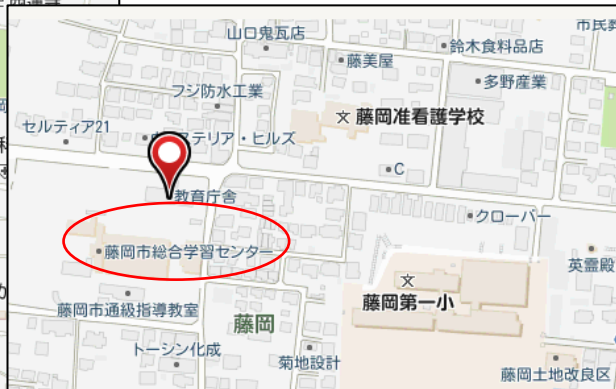 山口鬼瓦店
市民
鈴木食料品店
藤美屋
多野産業
フジ防水工業
文 藤岡准看護学校
セルティア21
ステリア・ヒルズ
C
教育庁舎
クローバー
藤岡市総合学習センター
英霊殿
文
藤岡第一小
藤岡市通級指導教室
藤岡
トーシン化成
菊地設計
藤岡土地改良区